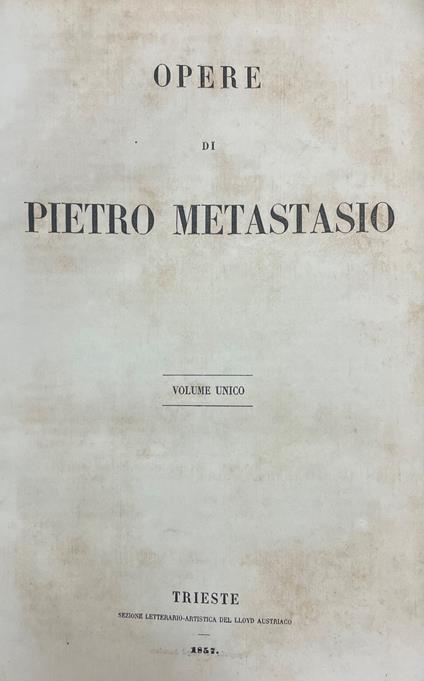 OPERE
DI
PIETRO METASTASIO
VOLUME UNICO
TRIESTE
SEZIONE LETTERARIO-ARTISTICA DEL LLOYD AUSTRIACO
1857.